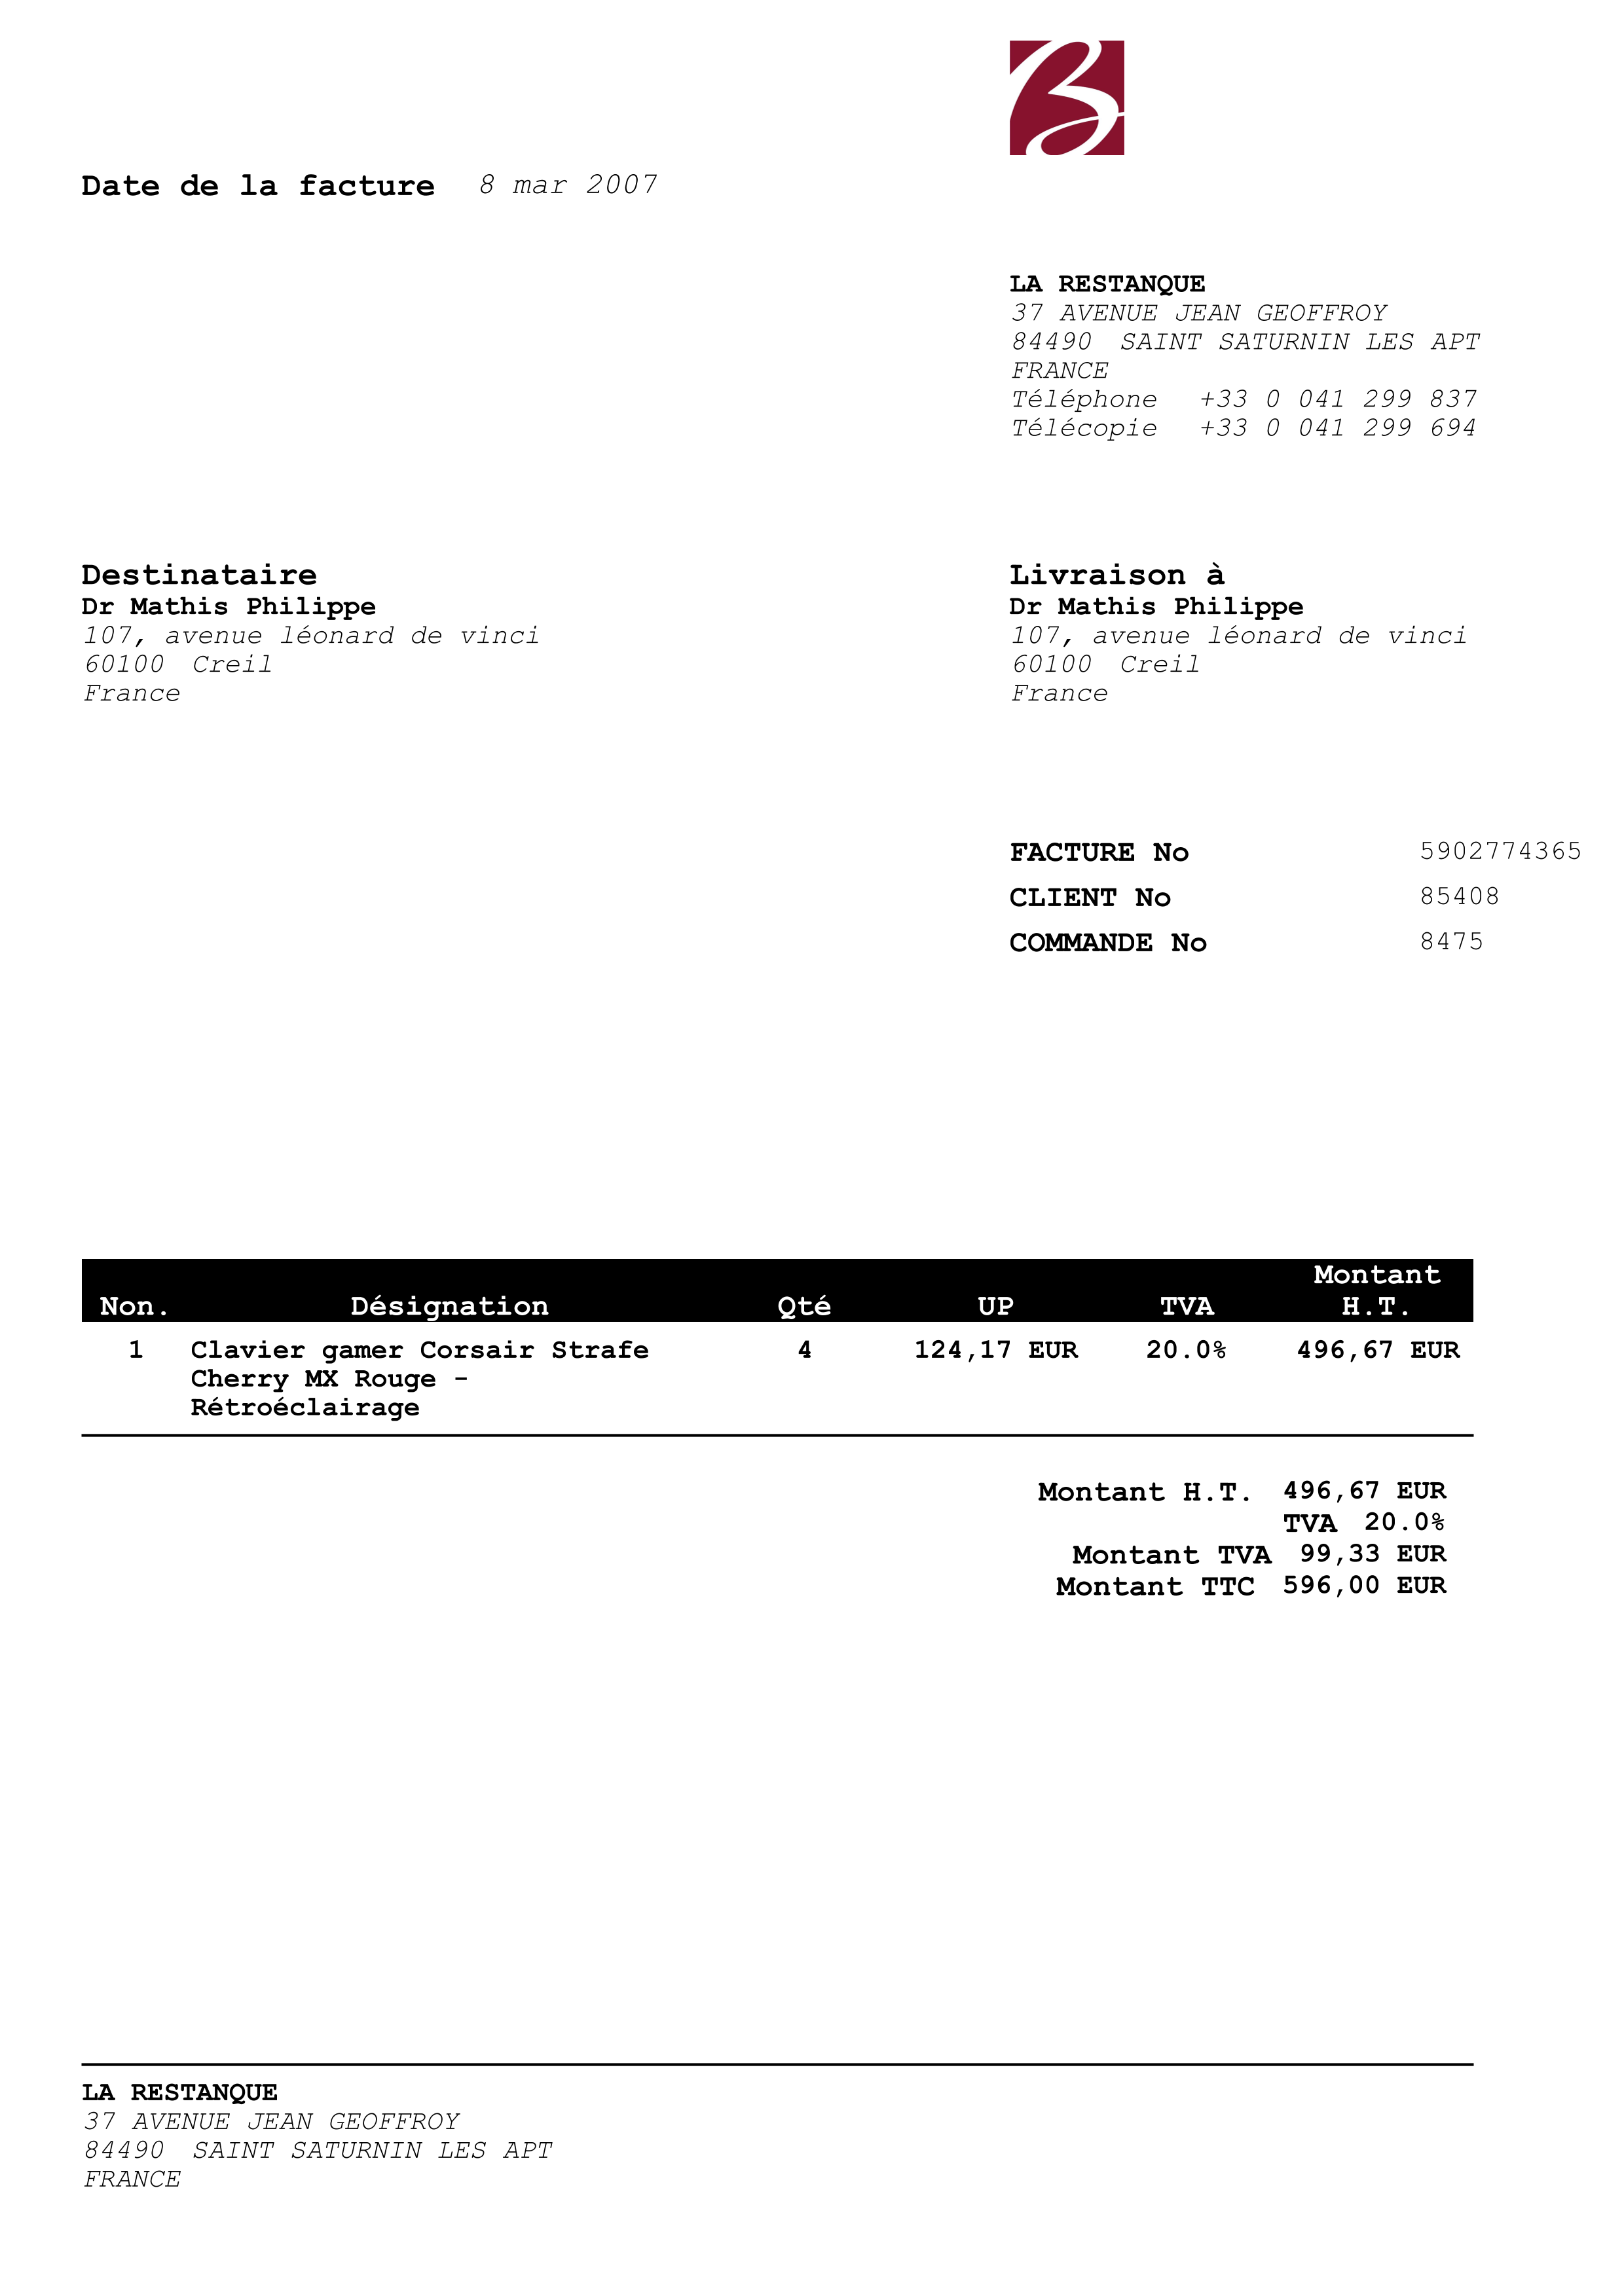 Date de la facture 8 mar 2007
LA RESTANQUE
37 AVENUE JEAN GEOFFROY
84490 SAINT SATURNIN LES APT
FRANCE
Téléphone +33 0 041 299 837
Télécopie +33 0 041 299 694
Destinataire
Dr Mathis Philippe
107, avenue léonard de vinci
60100 Creil
France
Livraison à
Dr Mathis Philippe
107, avenue léonard de vinci
60100 Creil
France
FACTURE No 5902774365
CLIENT No 85408
COMMANDE No 8475
Non. Désignation Qté UP TVA Montant H.T.
1 Clavier gamer Corsair Strafe 4 124,17 EUR 20.0% 496,67 EUR
Cherry MX Rouge -
Rétroéclairage
Montant H.T. 496,67 EUR
TVA 20.0%
Montant TVA 99,33 EUR
Montant TTC 596,00 EUR
LA RESTANQUE
37 AVENUE JEAN GEOFFROY
84490 SAINT SATURNIN LES APT
FRANCE